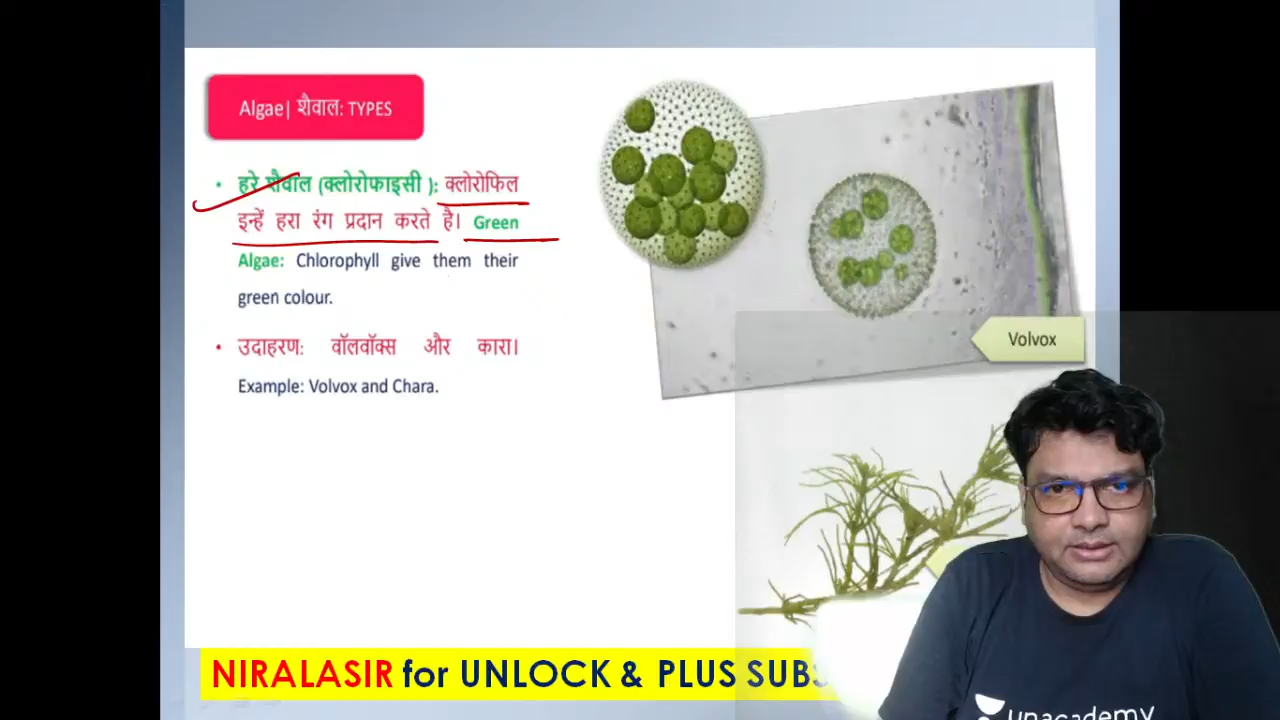 Algae| शैवाल: TYPES
• हरे शैवाल (क्लोरोफाइसी ): क्लोरोफिल
इन्हें हरा रंग प्रदान करते है। Green
Algae: Chlorophyll give them their
green colour.
• उदाहरण: वॉलवॉक्स और कारा।
Example: Volvox and Chara.
Volvox
NIRALASIR for UNLOCK & PLUS
unacademy